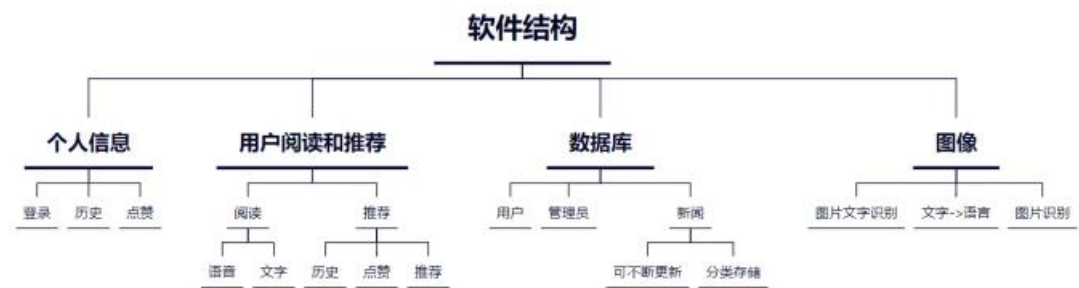 软件结构
个人信息 用户阅读和推荐 数据库 图像
登录 历史 点赞 阅读 推荐 用户 管理员 新闻 图片文字识别 文字->语言 图片识别
语音 文字 历史 点赞 推荐 可不断更新 分类存储